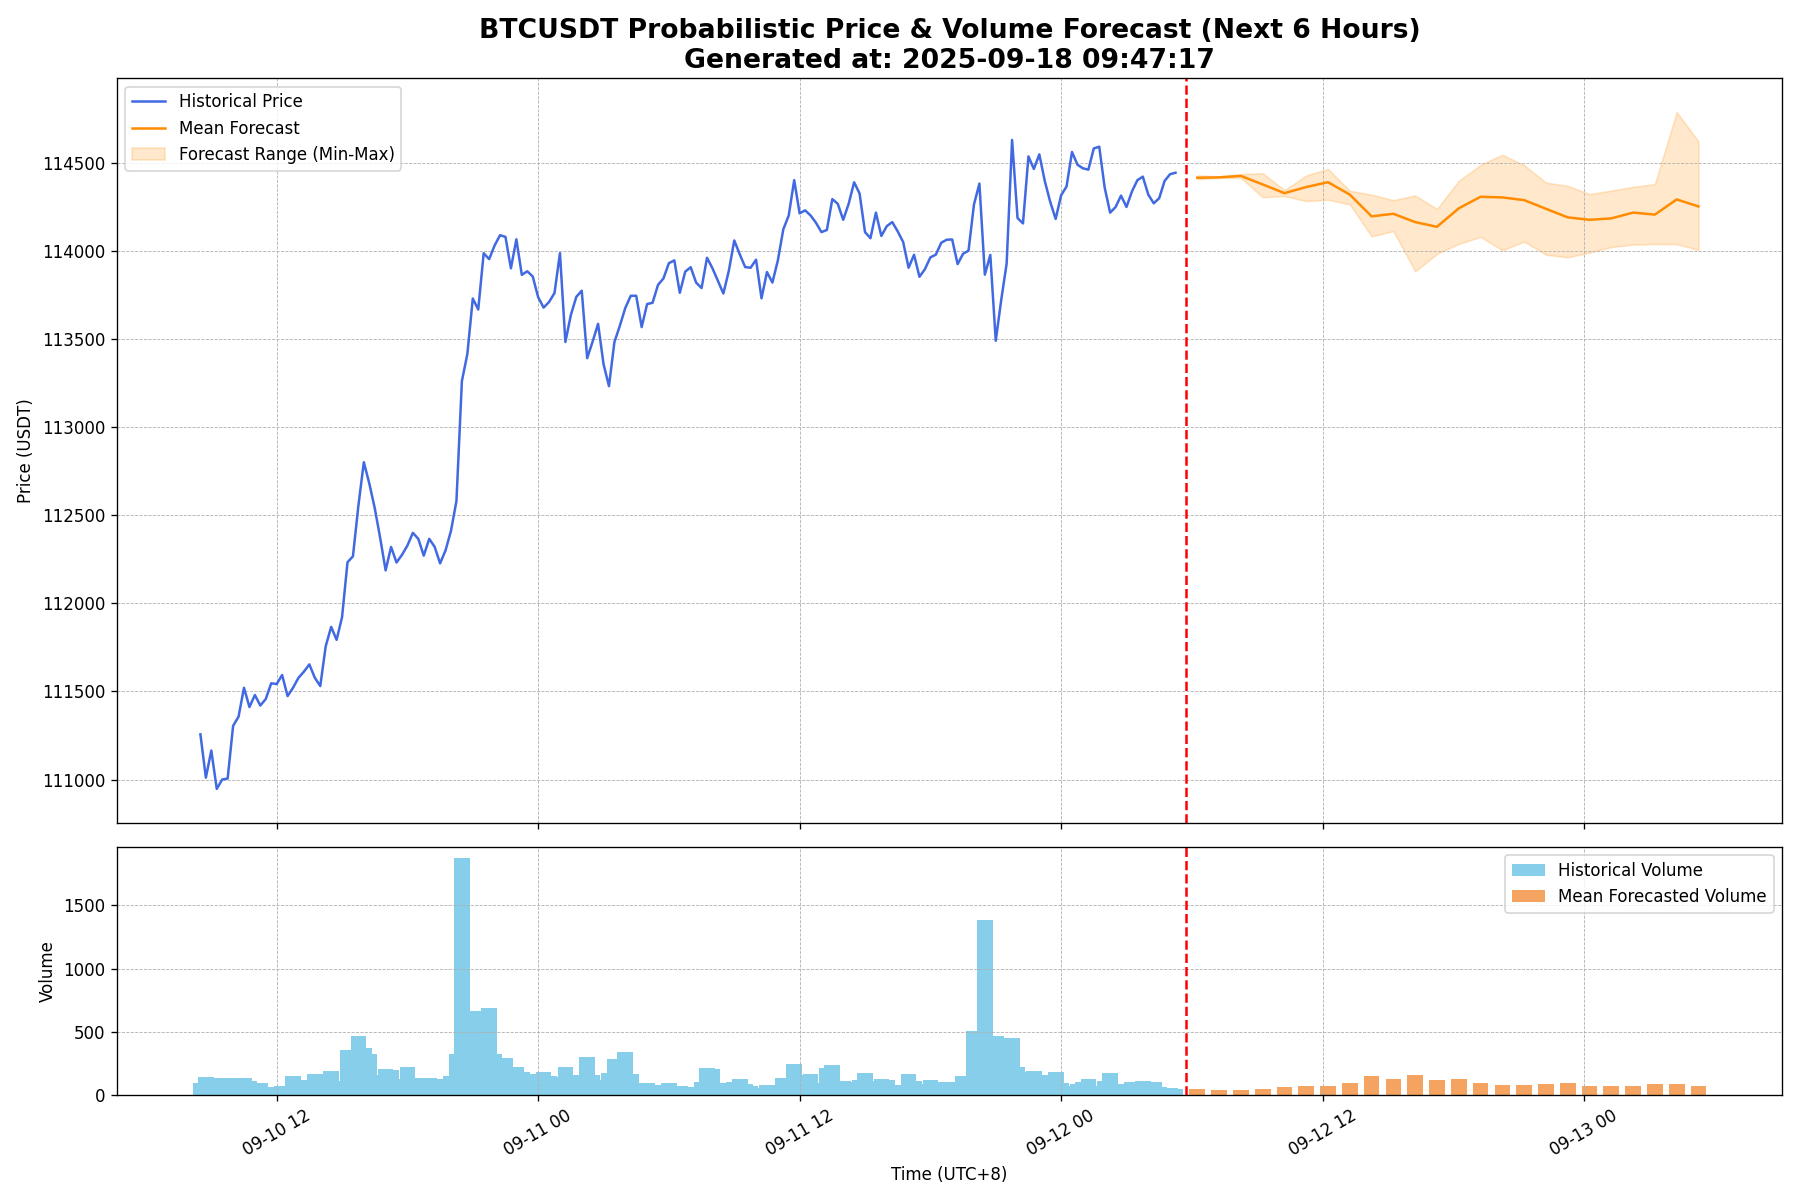 BTCUSDT Probabilistic Price & Volume Forecast (Next 6 Hours)
Generated at: 2025-09-18 09:47:17
Historical Price
Mean Forecast
Forecast Range (Min-Max)
114500
114000
113500
113000
112500
112000
111500
111000
Price (USDT)
Historical Volume
Mean Forecasted Volume
1500
1000
500
0
Volume
09-10 12
09-11 00
09-11 12
09-12 00
09-12 12
09-13 00
Time (UTC+8)